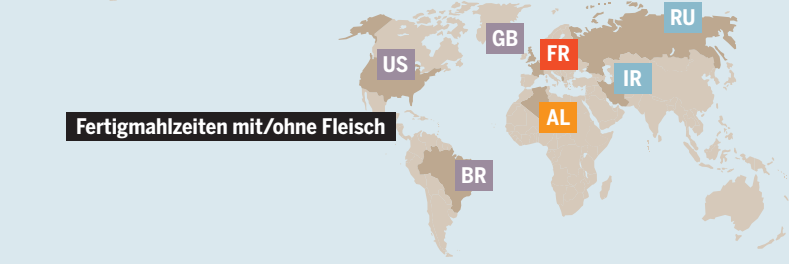 RU
GB
FR
US
IR
Fertigmahlzeiten mit/ohne Fleisch
AL
BR